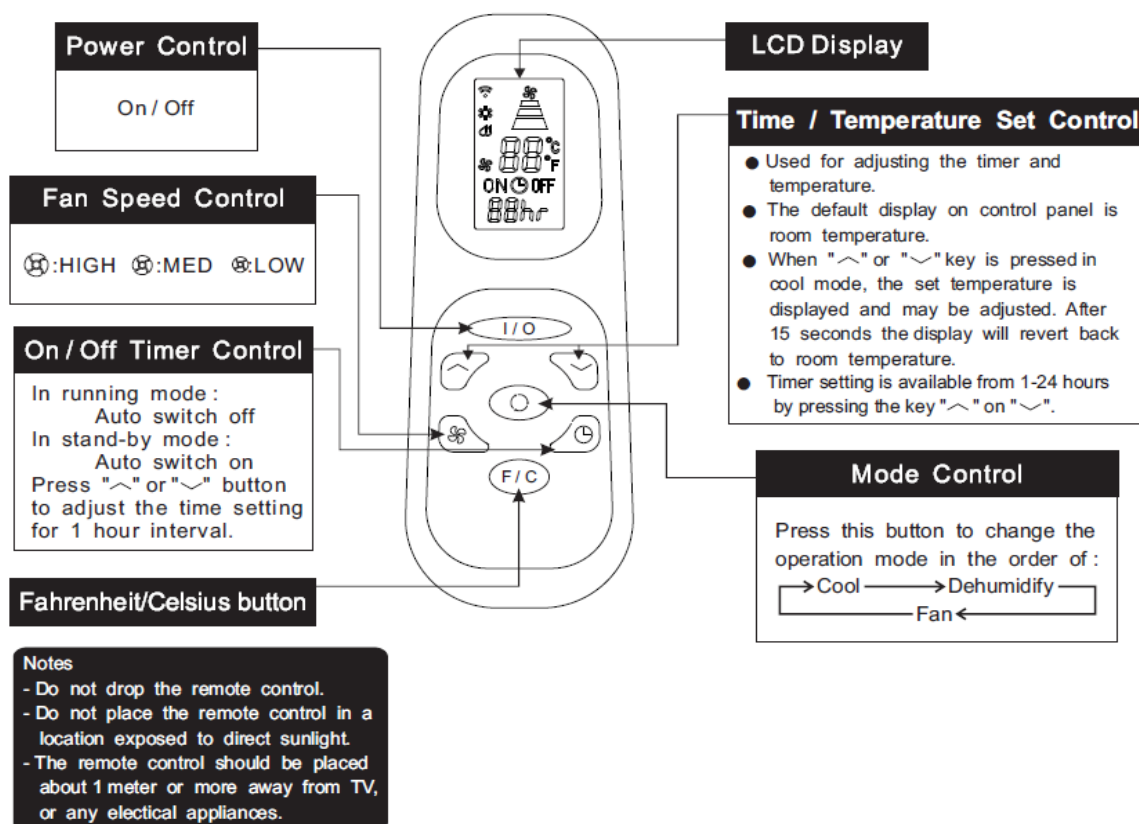 Power Control
On / Off
Fan Speed Control
:HIGH :MED :LOW
On / Off Timer Control
In running mode :
Auto switch off
In stand-by mode :
Auto switch on
Press "︿" or "﹀" button
to adjust the time setting
for 1 hour interval.
Fahrenheit/Celsius button
Notes
- Do not drop the remote control.
- Do not place the remote control in a
location exposed to direct sunlight.
- The remote control should be placed
about 1 meter or more away from TV,
or any electical appliances.
88°C
°F
ON OFF
88hr
I / O
F / C
LCD Display
Time / Temperature Set Control
● Used for adjusting the timer and
temperature.
● The default display on control panel is
room temperature.
● When "︿" or "﹀" key is pressed in
cool mode, the set temperature is
displayed and may be adjusted. After
15 seconds the display will revert back
to room temperature.
● Timer setting is available from 1-24 hours
by pressing the key "︿" on "﹀".
Mode Control
Press this button to change the
operation mode in the order of :
Cool → Dehumidify
Fan